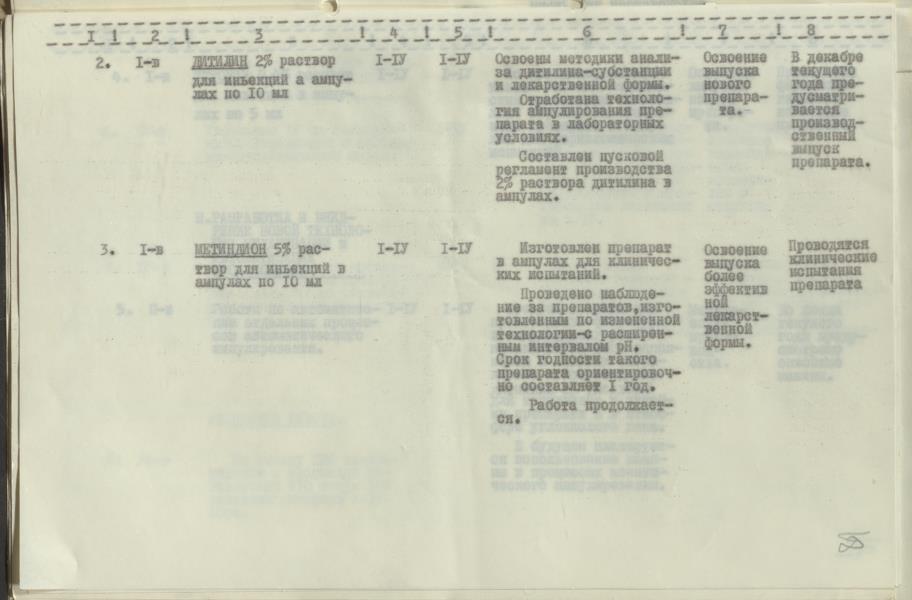 I ! 2 ! 3 ! 4 ! 5 ! 6 ! 7 ! 8
2. I-в ДИТИЛИН 2% раствор
для инъекций а ампу-
лах по IO мл
I-IУ I-IУ
Освоены методики анали-
за дитилина-субстанции
и лекарственной формы.
Отработана техноло-
гия ампулирования пре-
парата в лабораторных
условиях.
Составлен пусковой
регламент производства
2% раствора дитилина в
ампулах.
Освоение
выпуска
нового
препара-
та.
В декабре
текущего
года пре-
дусматри-
вается
производ-
ственный
выпуск
препарата.
3. I-в МЕТИНДИОН 5% рас-
твор для инъекций в
ампулах по IO мл
I-IУ I-IУ
Изготовлен препарат
в ампулах для клиничес-
ких испытаний.
Проведено наблюде-
ние за препаратов,изго-
товленным по измененной
технологии-с расширен-
ным интервалом рН.
Срок годности такого
препарата ориентировоч-
но составляет I год.
Работа продолжает-
ся.
Освоение
выпуска
более
эффектив
ной
лекарст-
венной
формы.
Проводятся
клинические
испытания
препарата